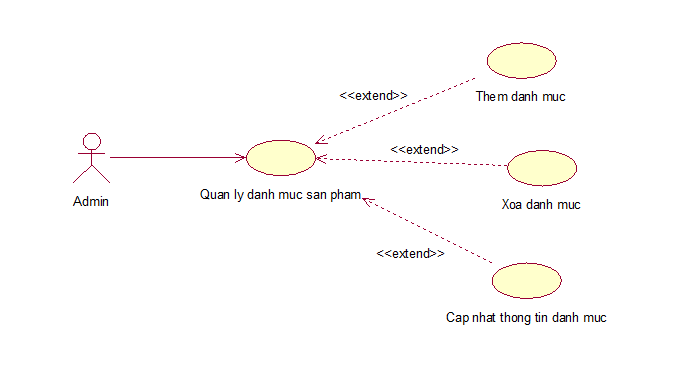 Them danh muc
<<extend>>
<<extend>>
Quan ly danh muc san pham
Admin
Xoa danh muc
<<extend>>
Cap nhat thong tin danh muc